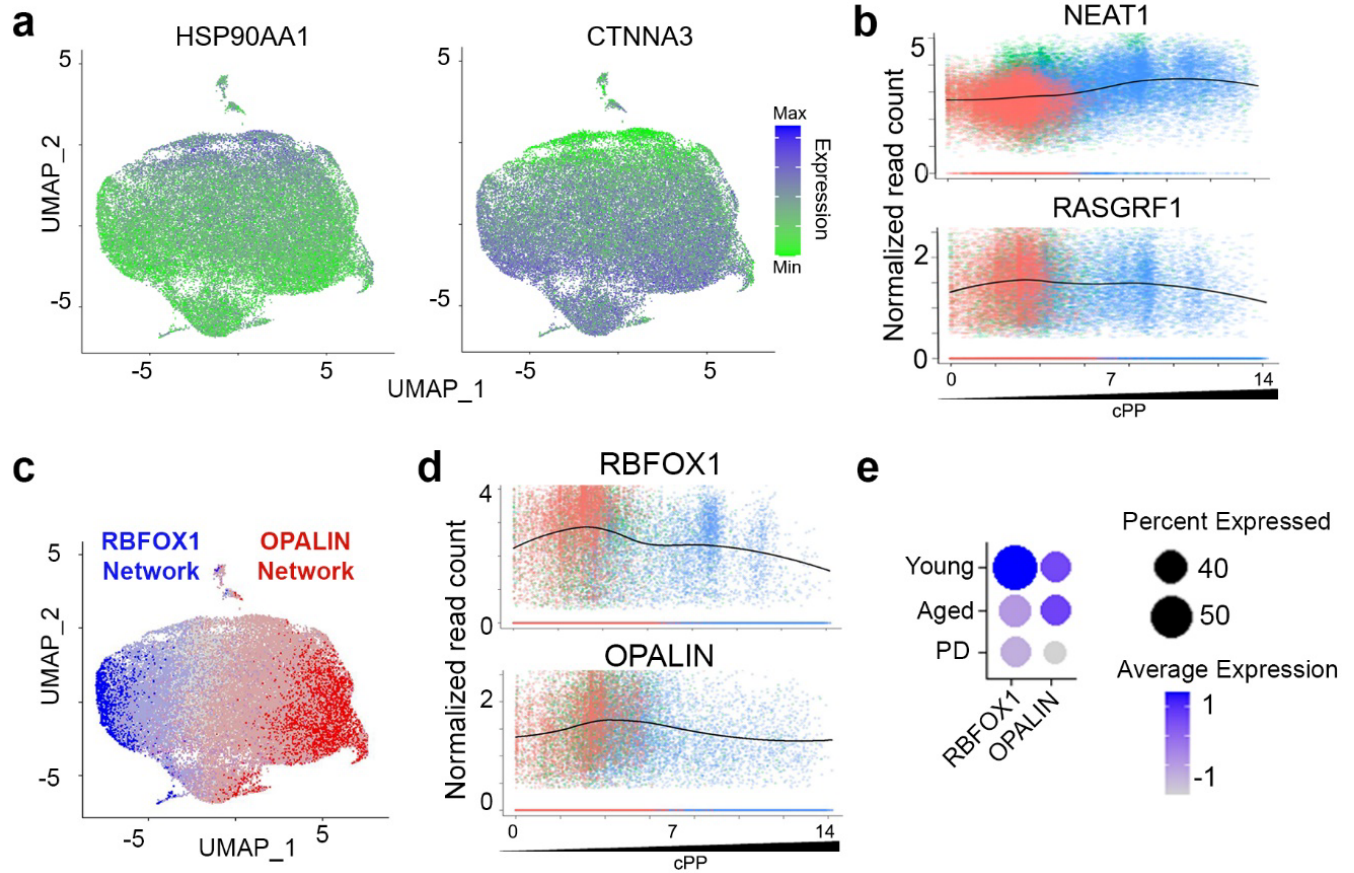 a
HSP90AA1
CTNNA3
5
-5
UMAP_2
-5
5
5
-5
-5
5
UMAP_1
Max
Min
Expression
b
NEAT1
5
0
RASGRF1
2
0
Normalized read count
0
7
14
cPP
c
RBFOX1
Network
OPALIN
Network
5
-5
UMAP_2
-5
5
UMAP_1
d
RBFOX1
4
0
OPALIN
2
0
Normalized read count
0
7
14
cPP
e
Young
Aged
PD
RBFOX1
OPALIN
Percent Expressed
40
50
Average Expression
1
-1